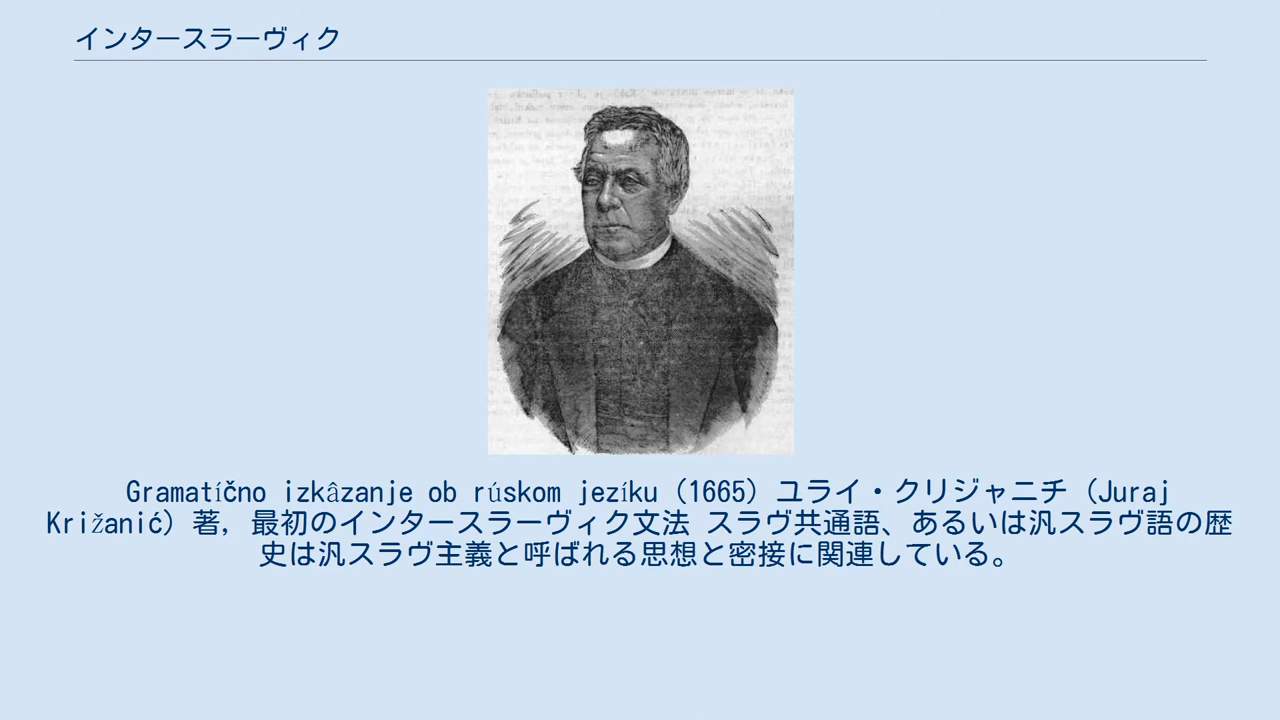 インタースラーヴィク
Gramatíčno izkâzanje ob rúskom jezíku (1665) ユライ・クリジャニチ (Juraj
Križanić) 著, 最初のインタースラーヴィク文法 スラヴ共通語、あるいは汎スラヴ語の歴
史は汎スラヴ主義と呼ばれる思想と密接に関連している。